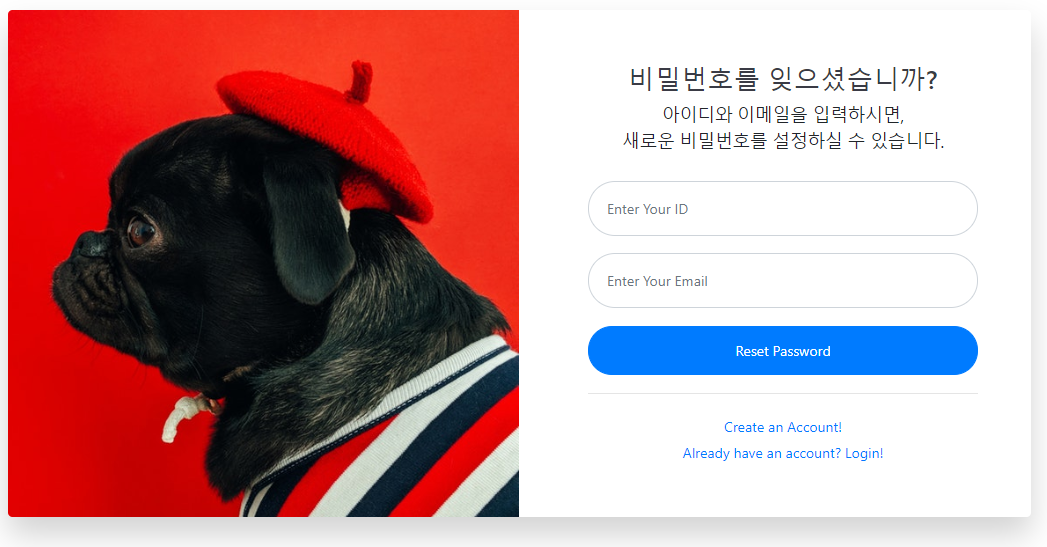 비밀번호를 잊으셨습니까?
아이디와 이메일을 입력하시면,
새로운 비밀번호를 설정하실 수 있습니다.
Enter Your ID
Enter Your Email
Reset Password
Create an Account!
Already have an account? Login!